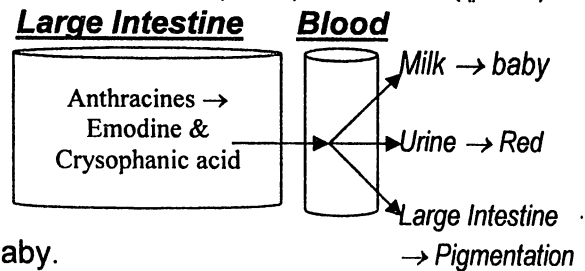 Large Intestine
Blood
Anthracines →
Emodine &
Crysophanic acid
Milk → baby
Urine → Red
Large Intestine
→ Pigmentation
aby.